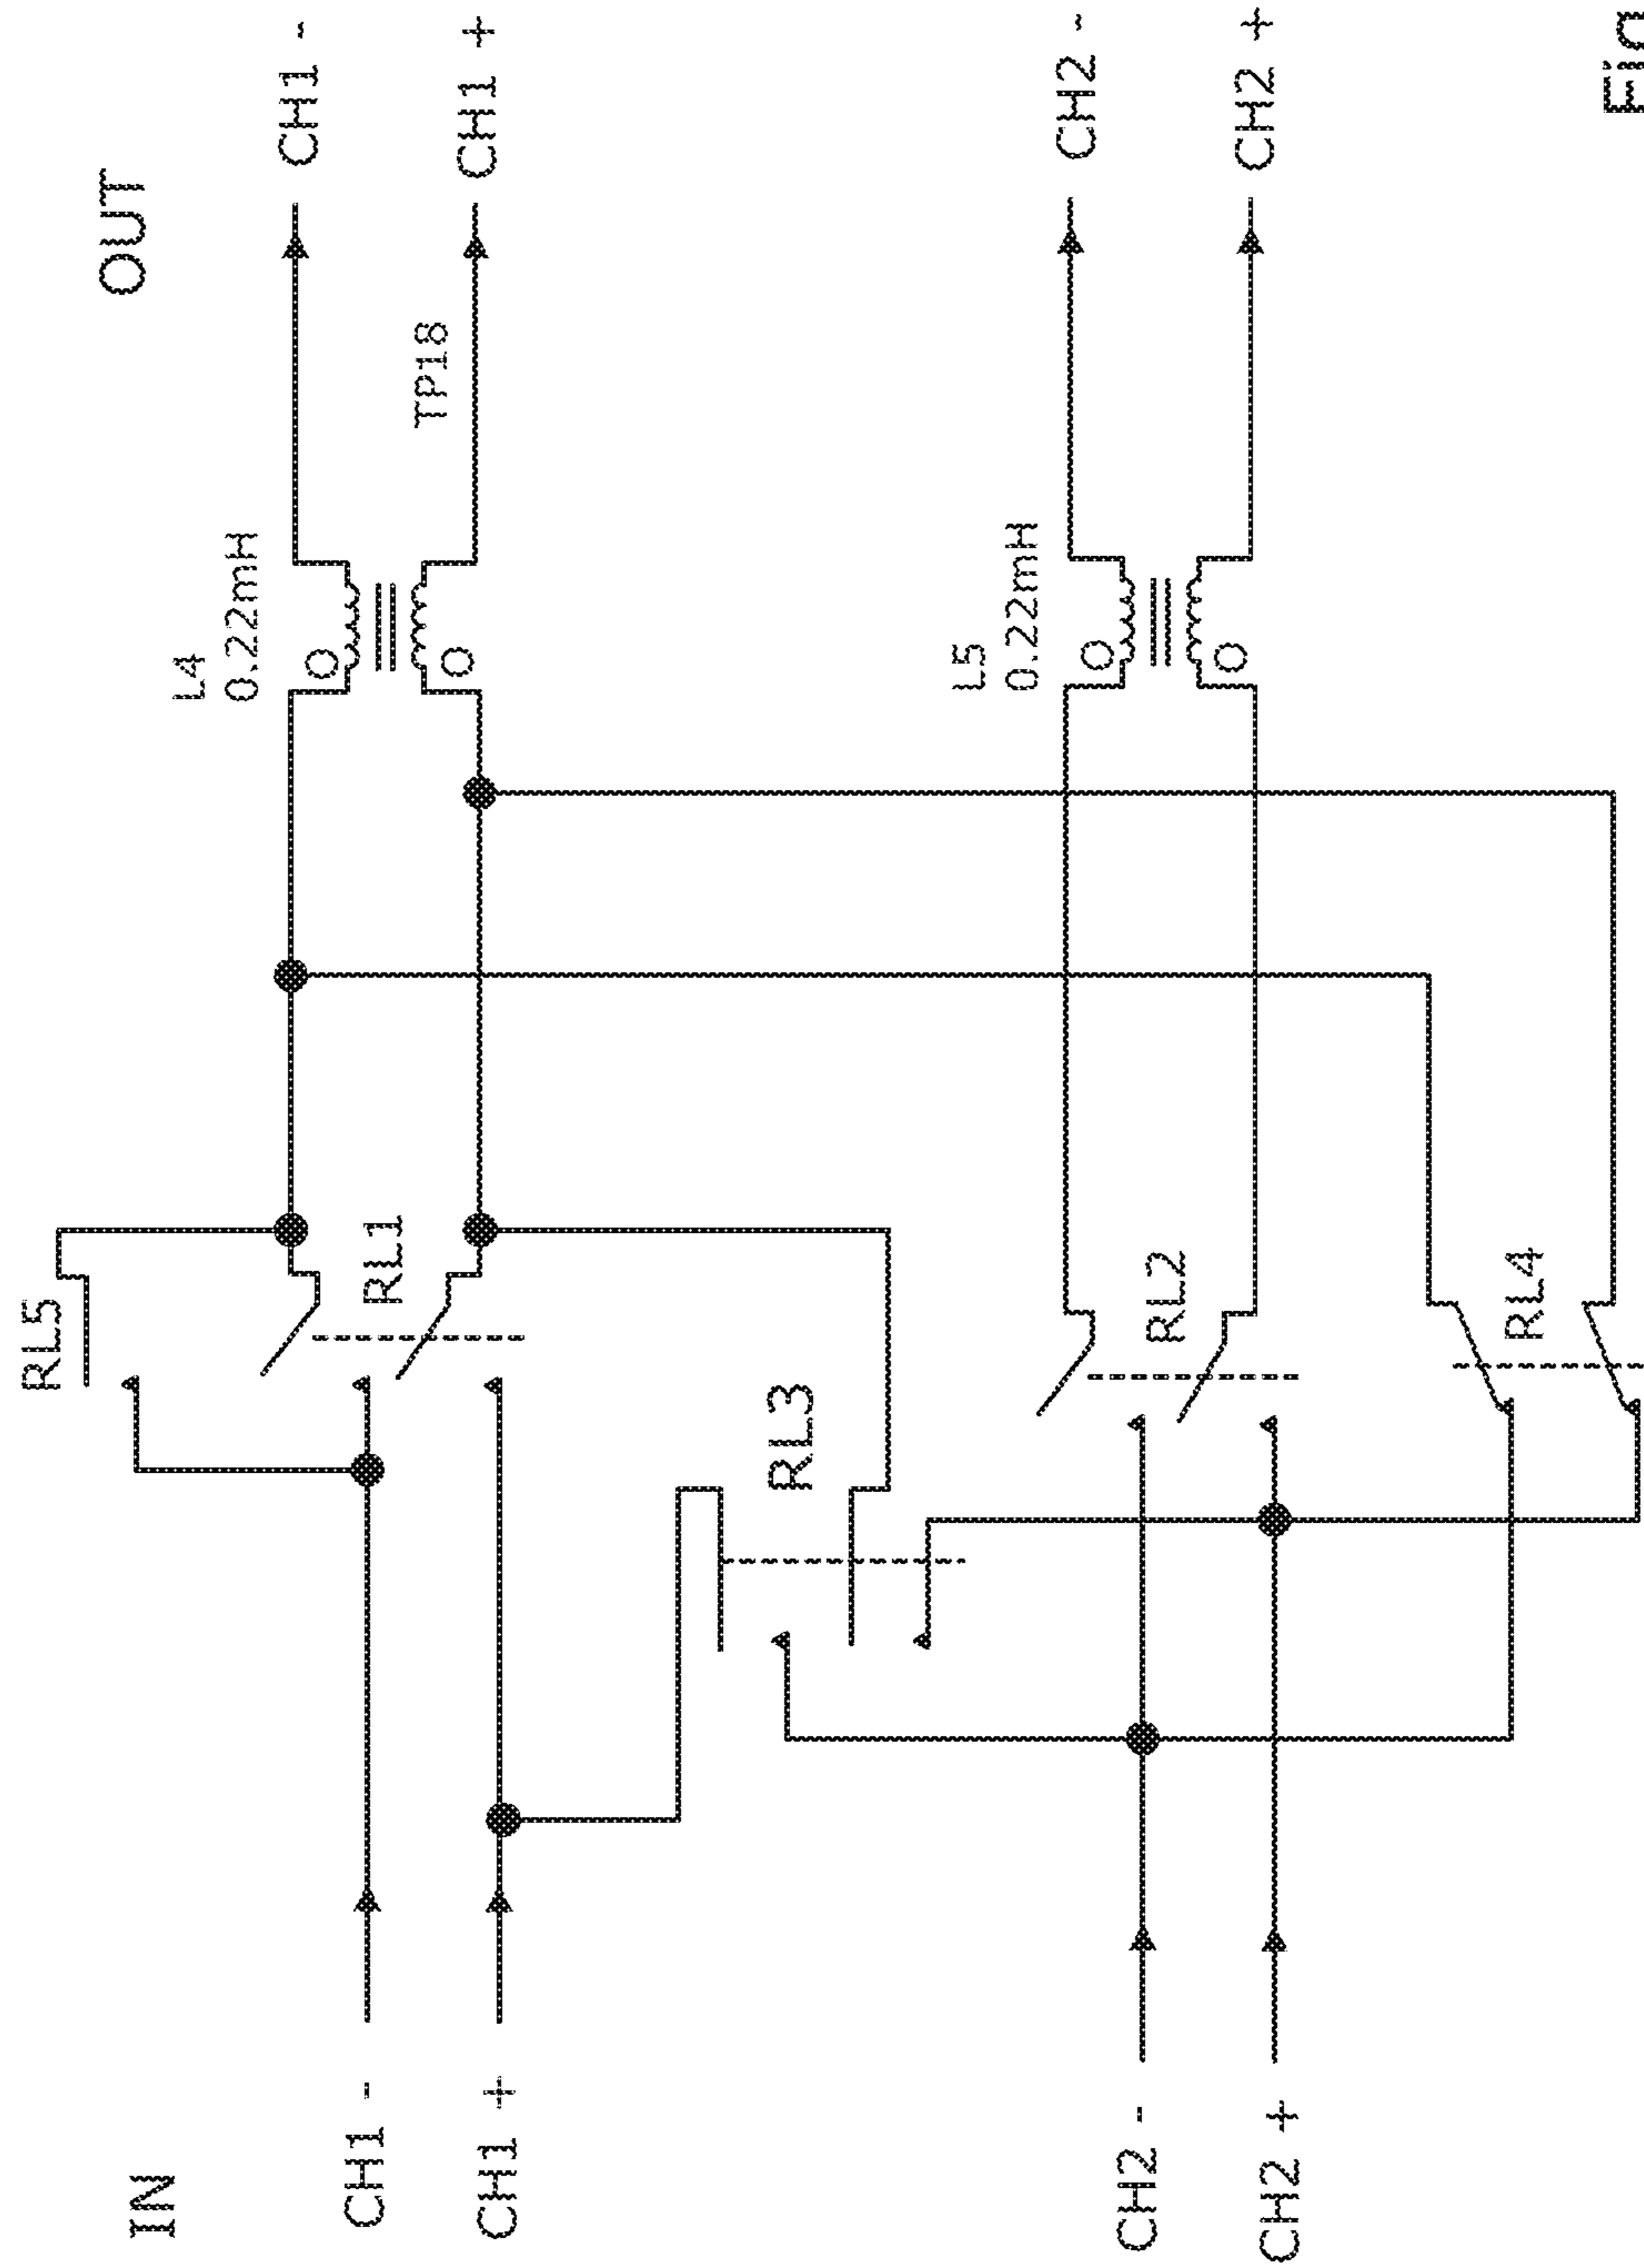 IN
OUT
CH1 -
CH1 +
CH2 -
CH2 +
RL5
RL1
RL3
RL2
RL4
L4
0.22mH
TP18
L5
0.22mH
CH1 -
CH1 +
CH2 -
CH2 +
Fig